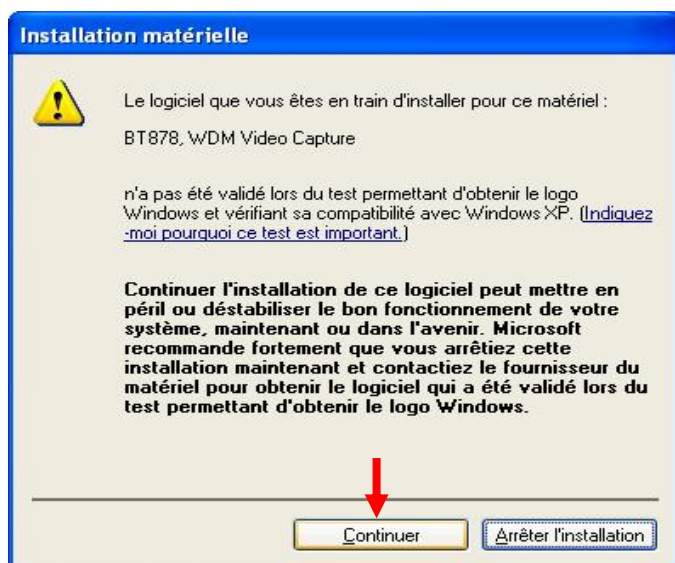 Installation matérielle
Le logiciel que vous êtes en train d'installer pour ce matériel :
BT878, WDM Video Capture
n'a pas été validé lors du test permettant d'obtenir le logo
Windows et vérifiant sa compatibilité avec Windows XP. (Indiquez
-moi pourquoi ce test est important.)
Continuer l'installation de ce logiciel peut mettre en
péril ou déstabiliser le bon fonctionnement de votre
système, maintenant ou dans l'avenir. Microsoft
recommande fortement que vous arrêtiez cette
installation maintenant et contactiez le fournisseur du
matériel pour obtenir le logiciel qui a été validé lors du
test permettant d'obtenir le logo Windows.
Continuer
Arrêter l'installation